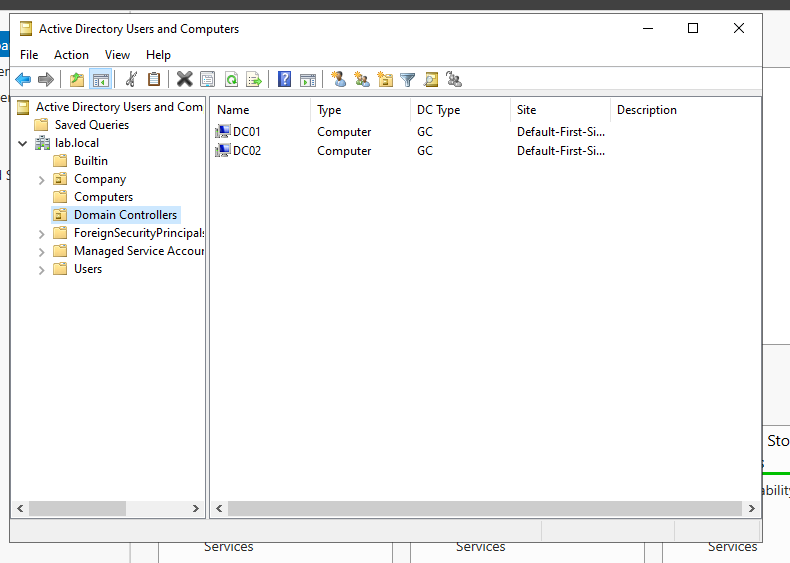 Active Directory Users and Computers
File Action View Help
Active Directory Users and Com
Saved Queries
lab.local
Builtin
Company
Computers
Domain Controllers
ForeignSecurityPrincipals
Managed Service Accour
Users
Name Type DC Type Site Description
DC01 Computer GC Default-First-Si...
DC02 Computer GC Default-First-Si...
Sto
ability
Services Services Services